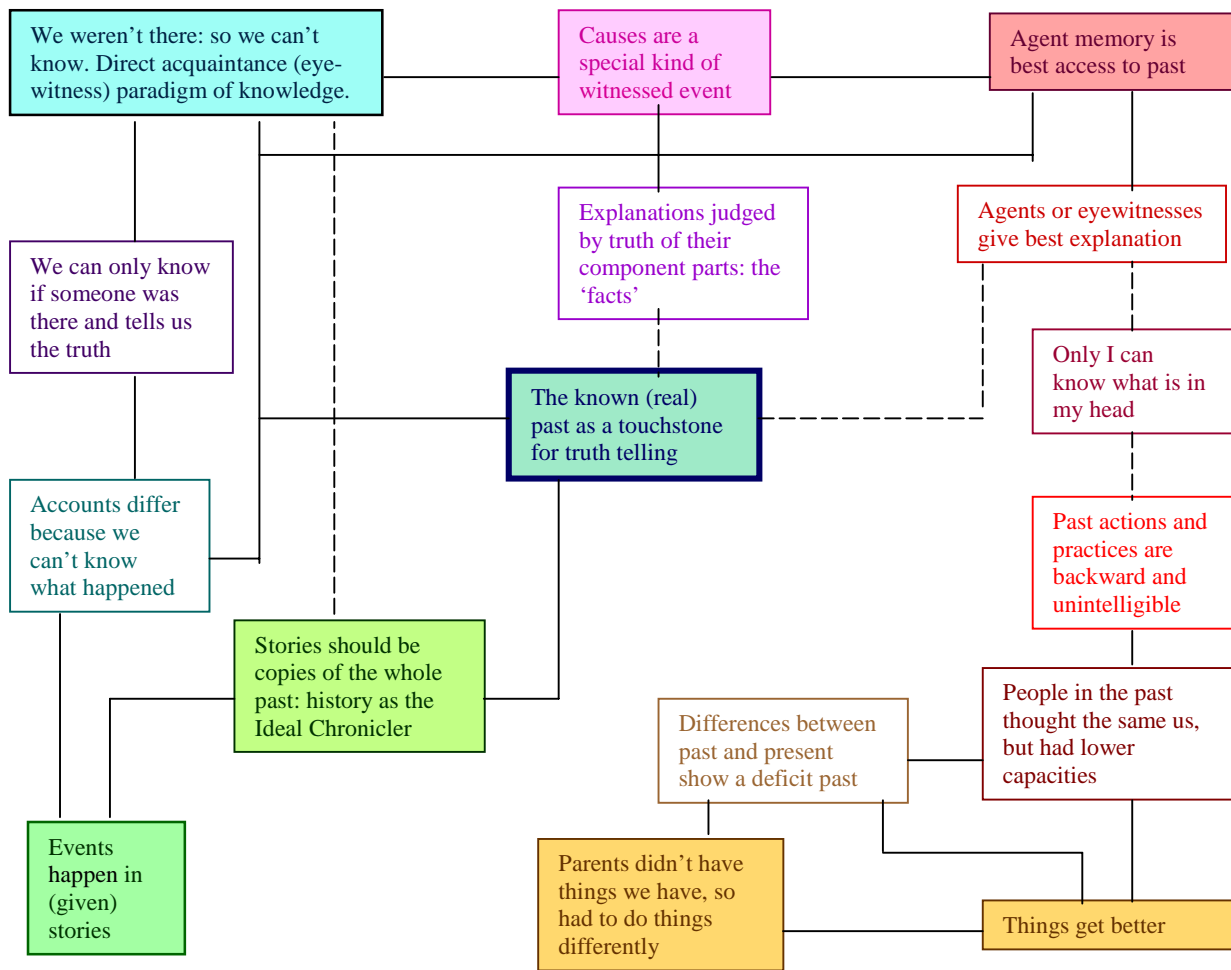 We weren't there: so we can't
know. Direct acquaintance (eye-
witness) paradigm of knowledge.
Causes are a
special kind of
witnessed event
Agent memory is
best access to past
Explanations judged
by truth of their
component parts: the
‘facts’
Agents or eyewitnesses
give best explanation
We can only know
if someone was
there and tells us
the truth
Only I can
know what is in
my head
The known (real)
past as a touchstone
for truth telling
Accounts differ
because we
can’t know
what happened
Past actions and
practices are
backward and
unintelligible
Stories should be
copies of the whole
past: history as the
Ideal Chronicler
People in the past
thought the same us,
but had lower
capacities
Differences between
past and present
show a deficit past
Events
happen in
(given)
stories
Parents didn’t have
things we have, so
had to do things
differently
Things get better